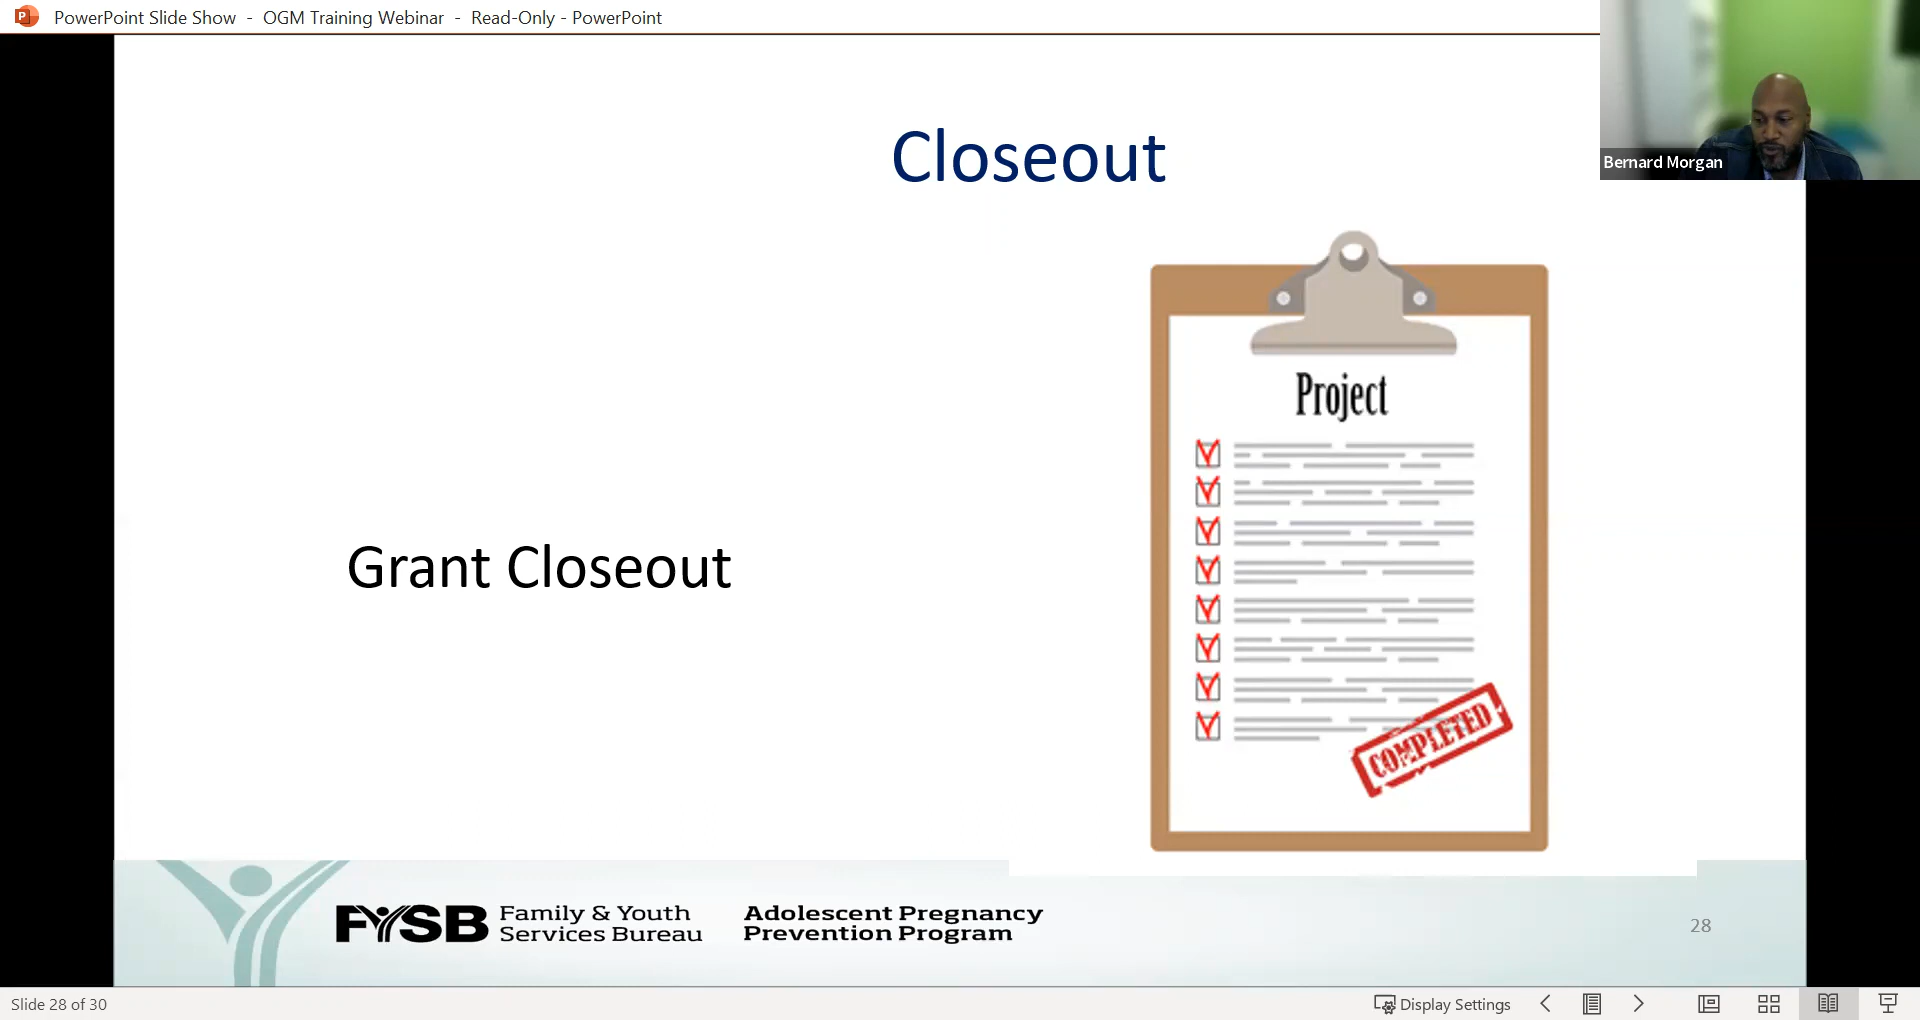 PowerPoint Slide Show - OGM Training Webinar - Read-Only - PowerPoint
Bernard Morgan
Closeout
Project
COMPLETED
Grant Closeout
FYSB Family & Youth Services Bureau
Adolescent Pregnancy
Prevention Program
28
Slide 28 of 30
Display Settings